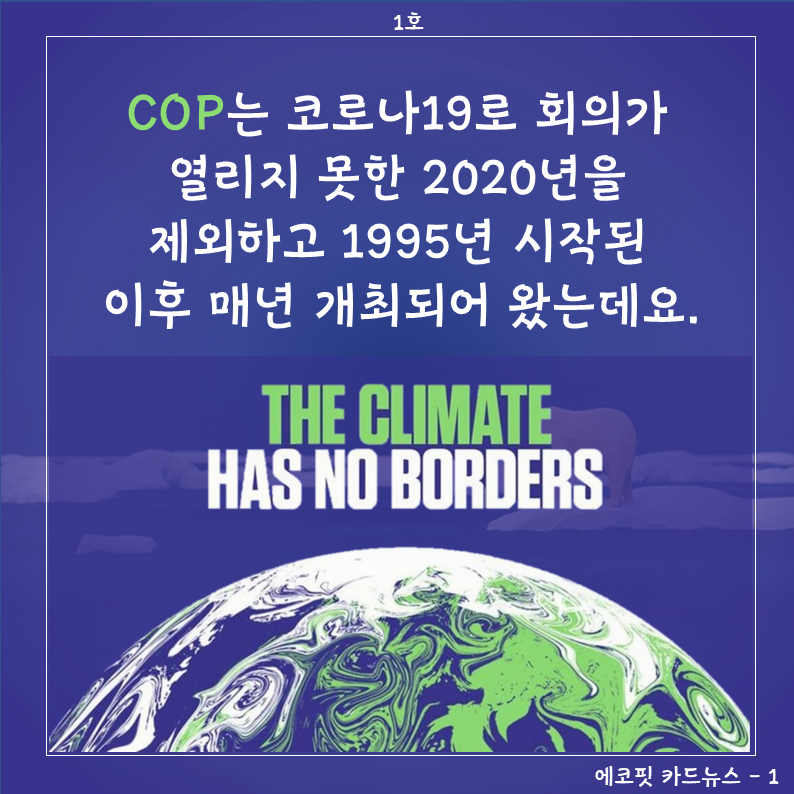 1호
COP는 코로나19로 회의가
열리지 못한 2020년을
제외하고 1995년 시작된
이후 매년 개최되어 왔는데요.
THE CLIMATE
HAS NO BORDERS
에코핏 카드뉴스 - 1